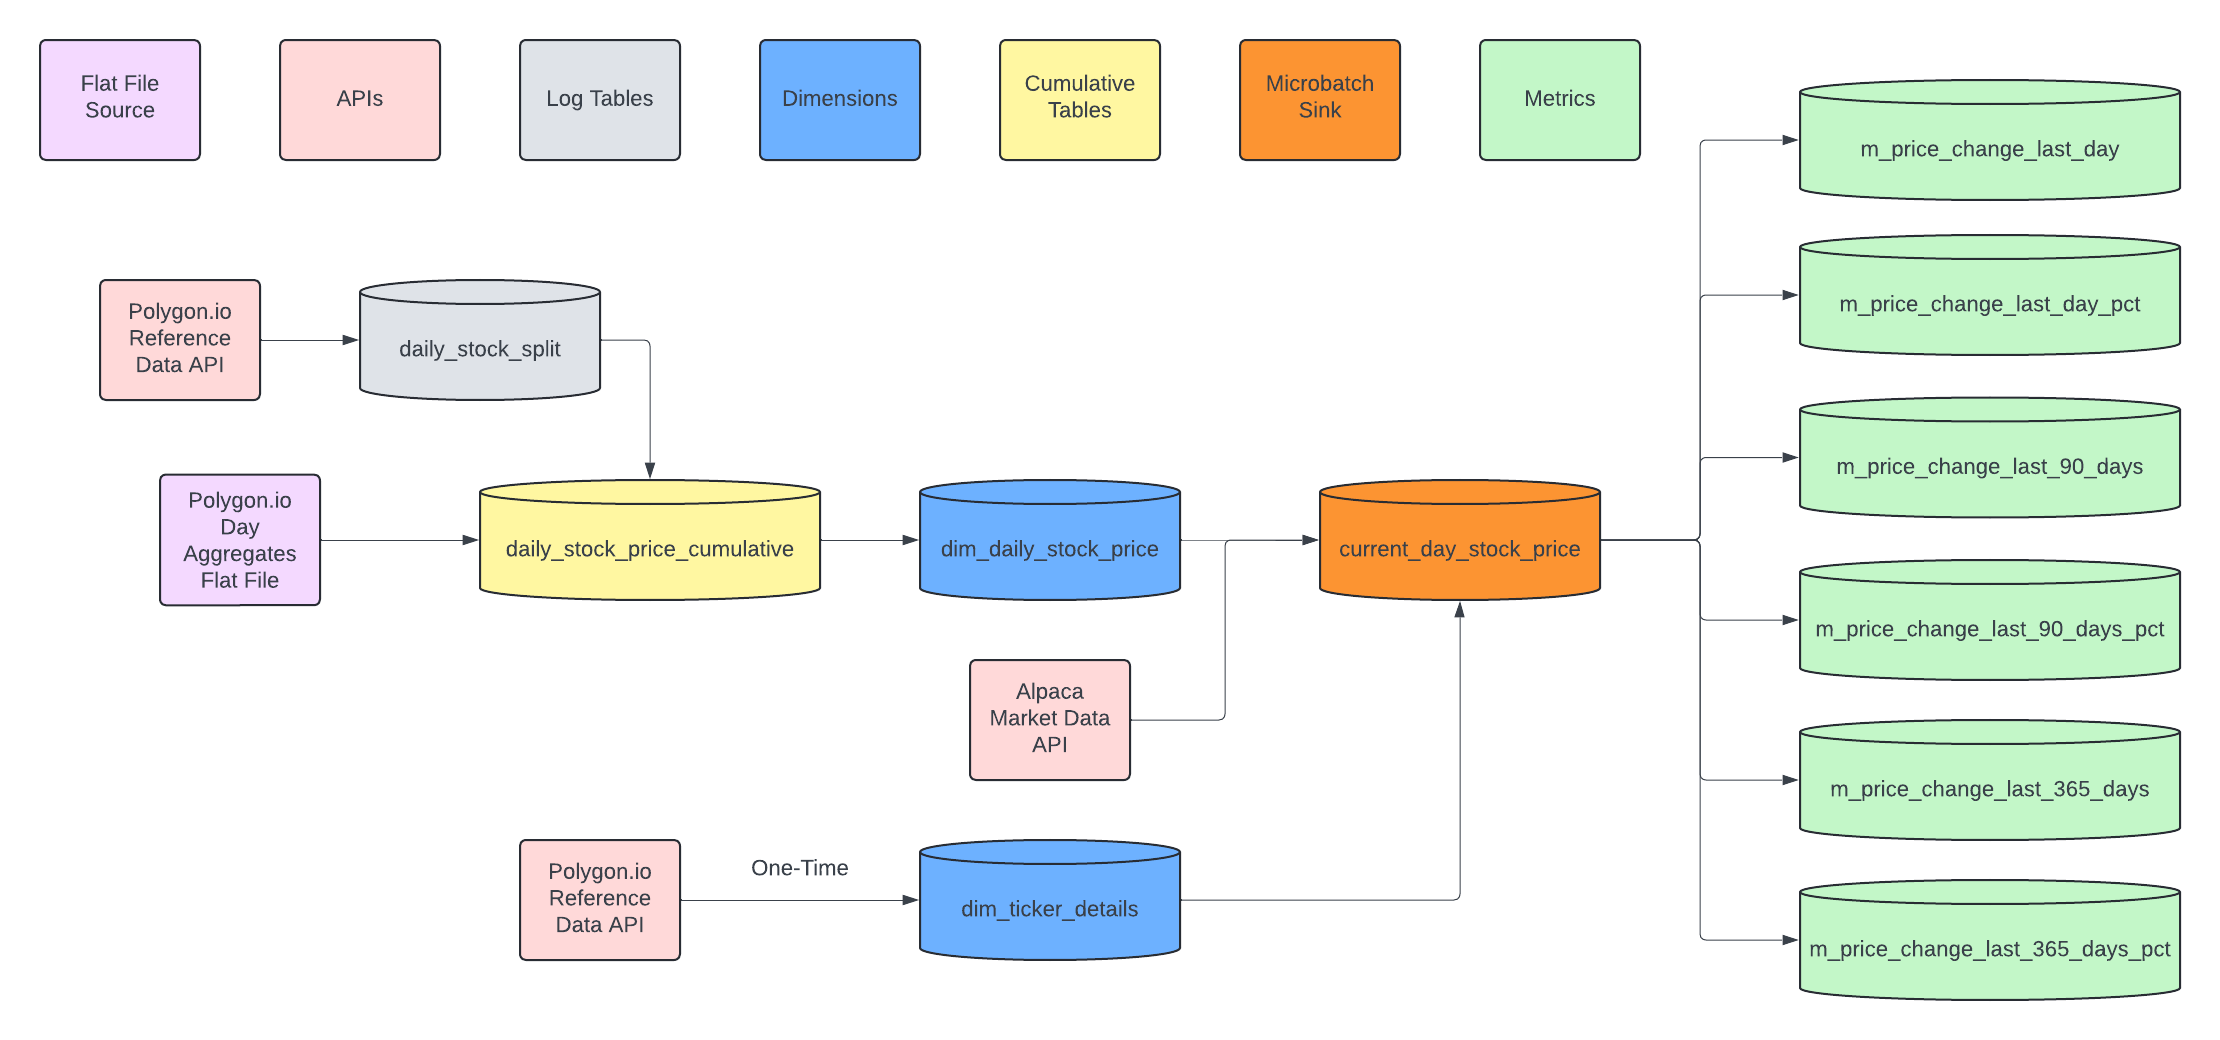 Flat File
Source
APIs
Log Tables
Dimensions
Cumulative
Tables
Microbatch
Sink
Metrics
m_price_change_last_day
m_price_change_last_day_pct
Polygon.io
Reference
Data API
daily_stock_split
m_price_change_last_90_days
Polygon.io
Day
Aggregates
Flat File
daily_stock_price_cumulative
dim_daily_stock_price
current_day_stock_price
m_price_change_last_90_days_pct
Alpaca
Market Data
API
m_price_change_last_365_days
Polygon.io
Reference
Data API
One-Time
dim_ticker_details
m_price_change_last_365_days_pct